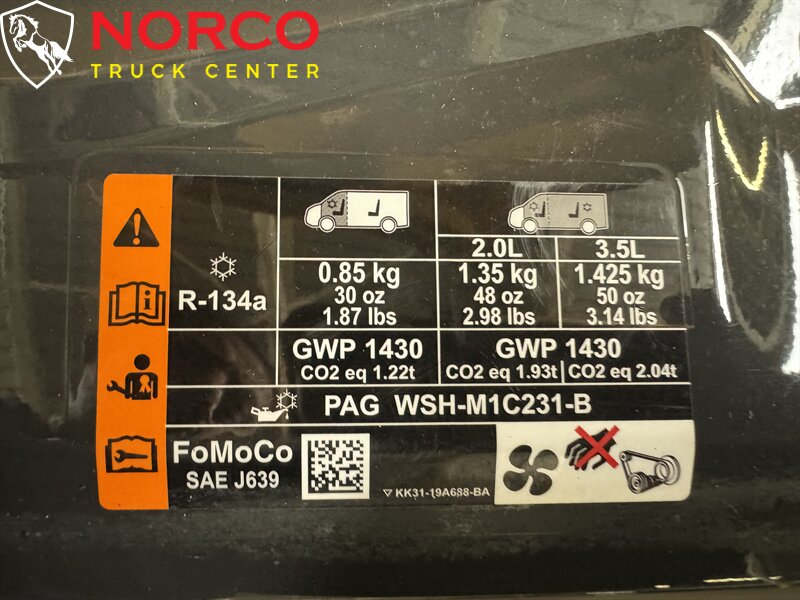 NORCO
TRUCK CENTER
2.0L 3.5L
R-134a
0.85 kg 1.35 kg 1.425 kg
30 oz 48 oz 50 oz
1.87 lbs 2.98 lbs 3.14 lbs
GWP 1430 GWP 1430
CO2 eq 1.22t CO2 eq 1.93t CO2 eq 2.04t
PAG WSH-M1C231-B
FoMoCo
SAE J639
KK31-19A688-BA